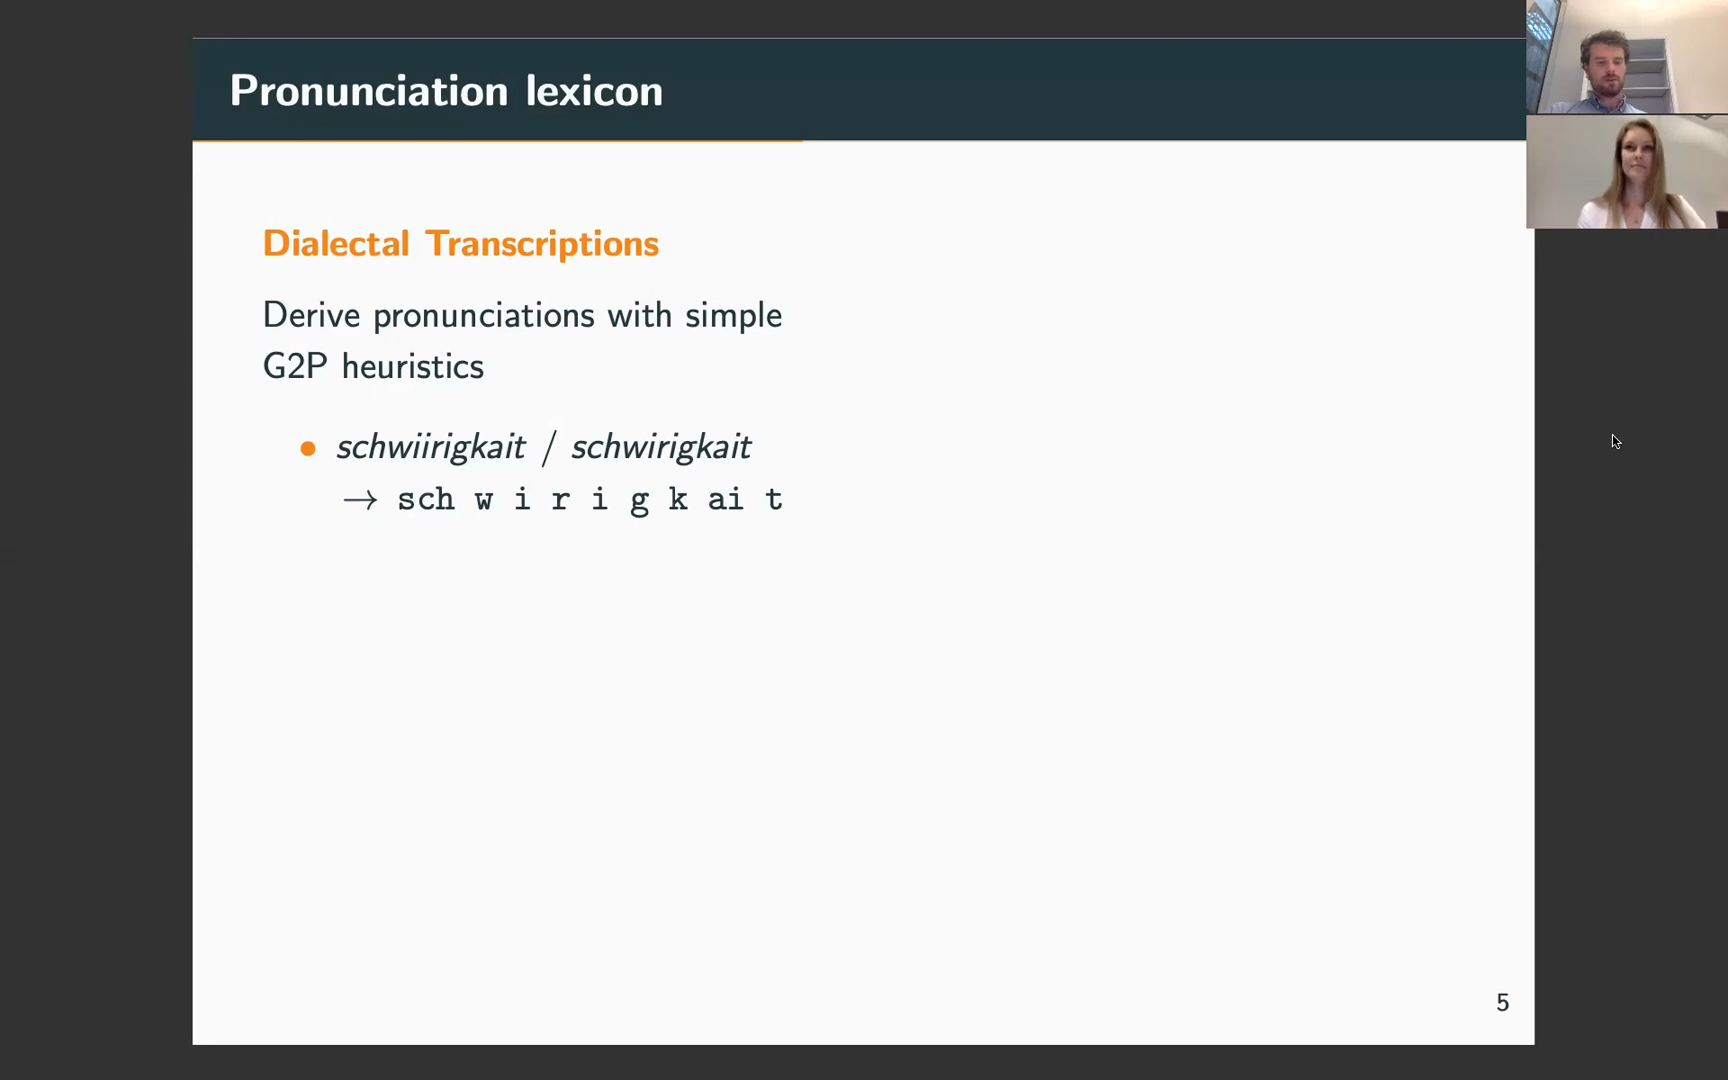 Pronunciation lexicon
Dialectal Transcriptions
Derive pronunciations with simple
G2P heuristics
• schwiirigkait / schwirigkait
→ sch w i r i g k ai t
5